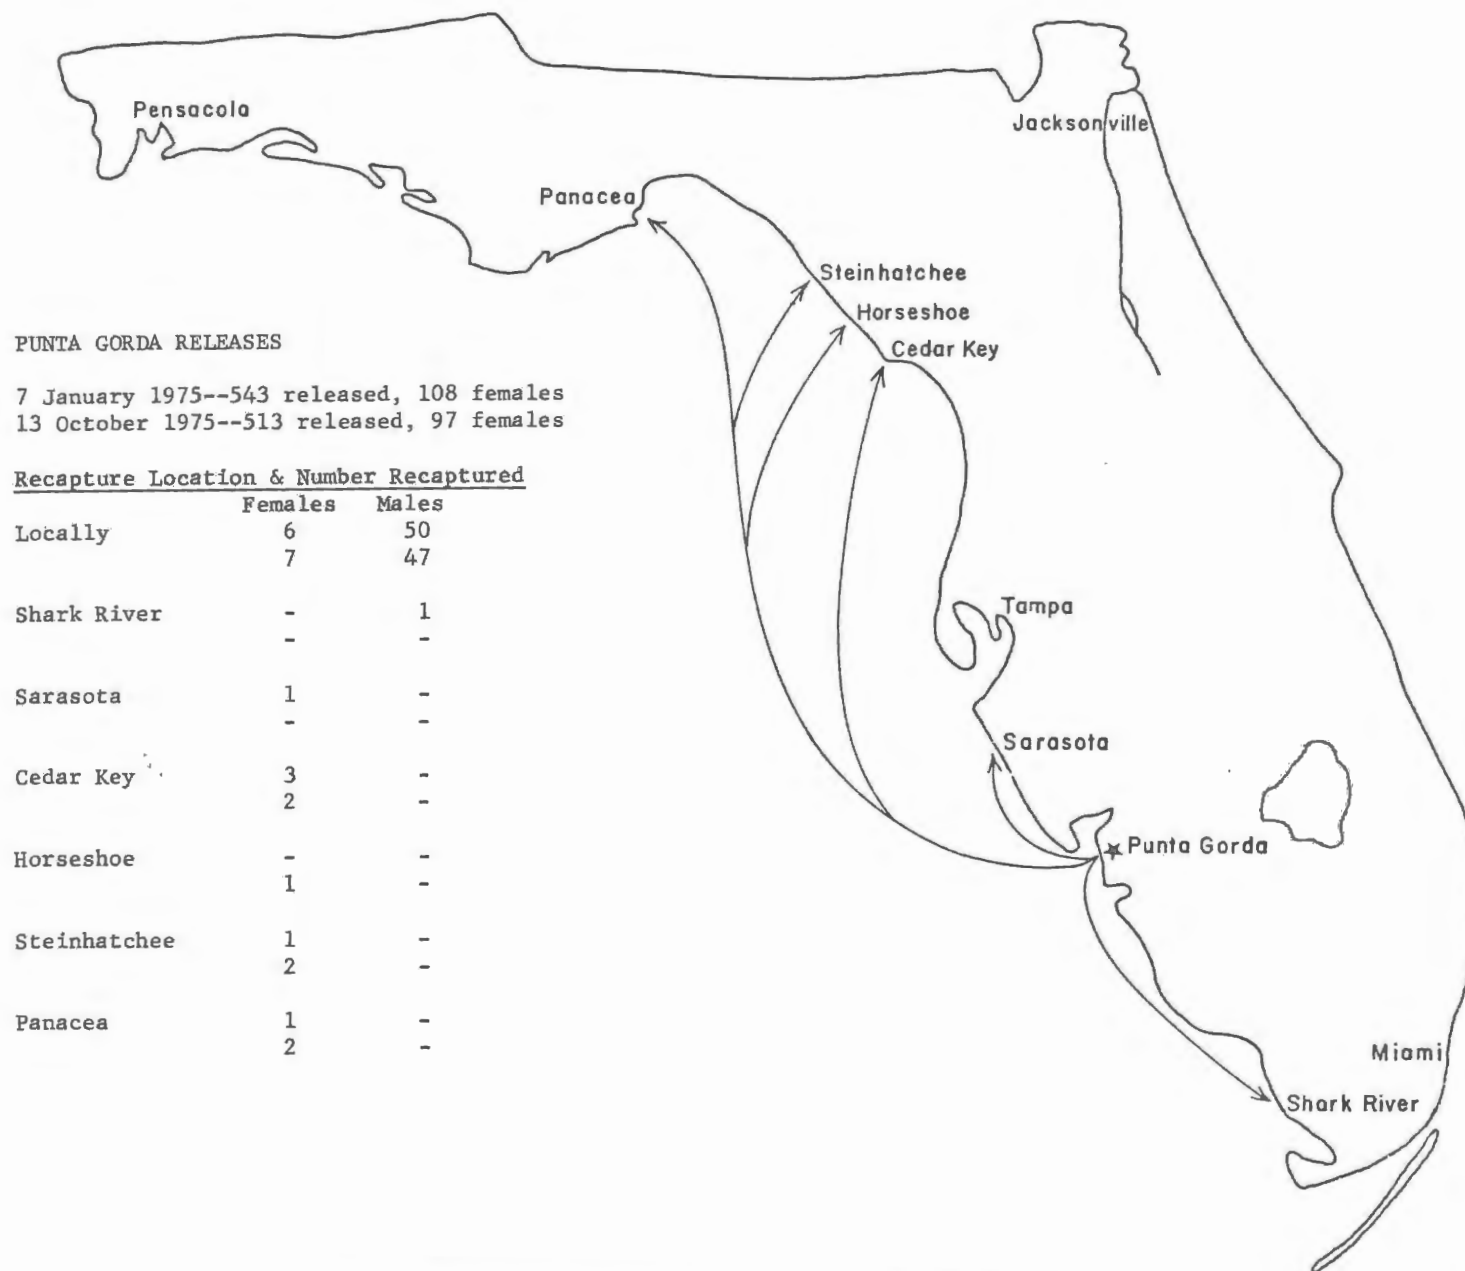 Pensacola
Jacksonville
Panacea
Steinhatchee
Horseshoe
Cedar Key
PUNTA GORDA RELEASES
7 January 1975--543 released, 108 females
13 October 1975--513 released, 97 females
Recapture Location & Number Recaptured
Females Males
Locally 6 50
7 47
Shark River - 1
- -
Sarasota 1 -
- -
Cedar Key 3 -
2 -
Horseshoe - -
1 -
Steinhatchee 1 -
2 -
Panacea 1 -
2 -
Tampa
Sarasota
Punta Gorda
Miami
Shark River